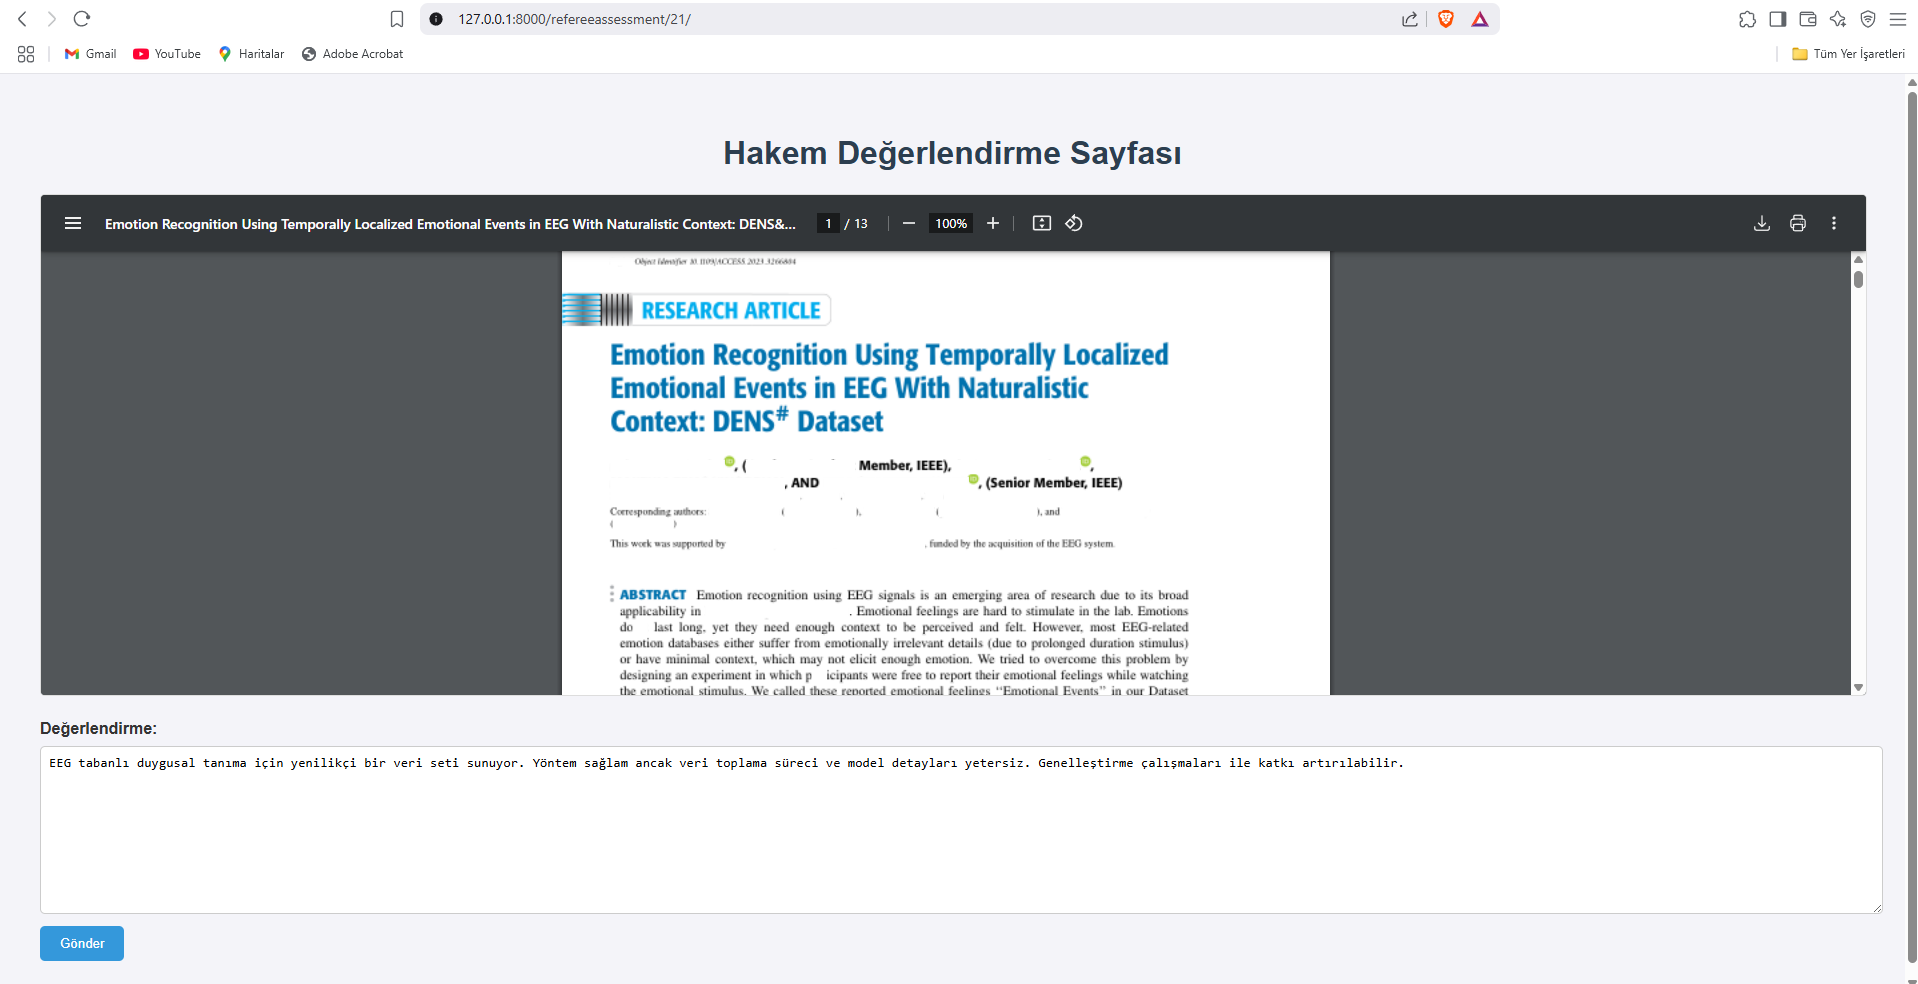 127.0.0.1:8000/refereeassessment/21/
Gmail YouTube Haritalar Adobe Acrobat Tüm Yer İşaretleri
Hakem Değerlendirme Sayfası
Emotion Recognition Using Temporally Localized Emotional Events in EEG With Naturalistic Context: DENS&... 1 / 13 100%
Object Identifier 10.1109/ACCESS.2023.3266804
RESEARCH ARTICLE
Emotion Recognition Using Temporally Localized
Emotional Events in EEG With Naturalistic
Context: DENS# Dataset
iD, ( Member, IEEE), iD,
, AND iD, (Senior Member, IEEE)
Corresponding authors: ( ), ( ), and
( )
This work was supported by , funded by the acquisition of the EEG system.
ABSTRACT Emotion recognition using EEG signals is an emerging area of research due to its broad
applicability in . Emotional feelings are hard to stimulate in the lab. Emotions
do last long, yet they need enough context to be perceived and felt. However, most EEG-related
emotion databases either suffer from emotionally irrelevant details (due to prolonged duration stimulus)
or have minimal context, which may not elicit enough emotion. We tried to overcome this problem by
designing an experiment in which p icipants were free to report their emotional feelings while watching
the emotional stimulus. We called these reported emotional feelings ‘‘Emotional Events’’ in our Dataset
Değerlendirme:
EEG tabanlı duygusal tanıma için yenilikçi bir veri seti sunuyor. Yöntem sağlam ancak veri toplama süreci ve model detayları yetersiz. Genelleştirme çalışmaları ile katkı artırılabilir.
Gönder